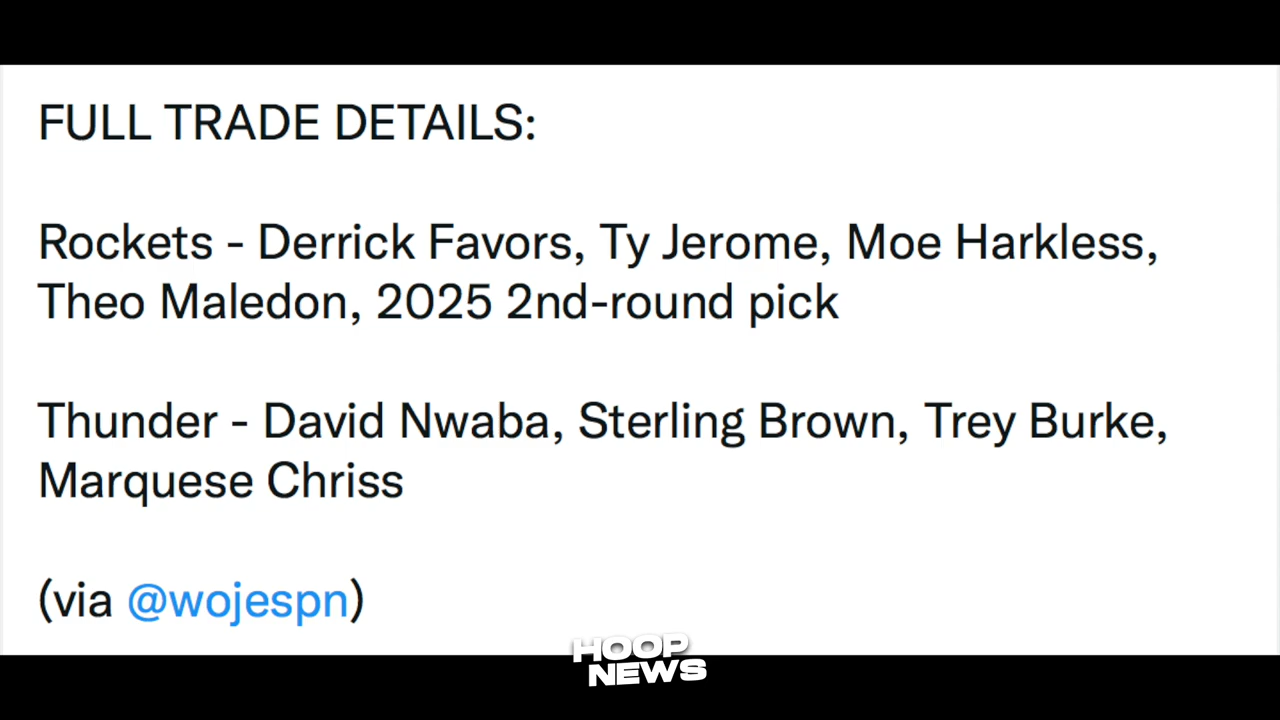 FULL TRADE DETAILS:
Rockets - Derrick Favors, Ty Jerome, Moe Harkless,
Theo Maledon, 2025 2nd-round pick
Thunder - David Nwaba, Sterling Brown, Trey Burke,
Marquese Chriss
(via @wojespn)
HOOP
NEWS